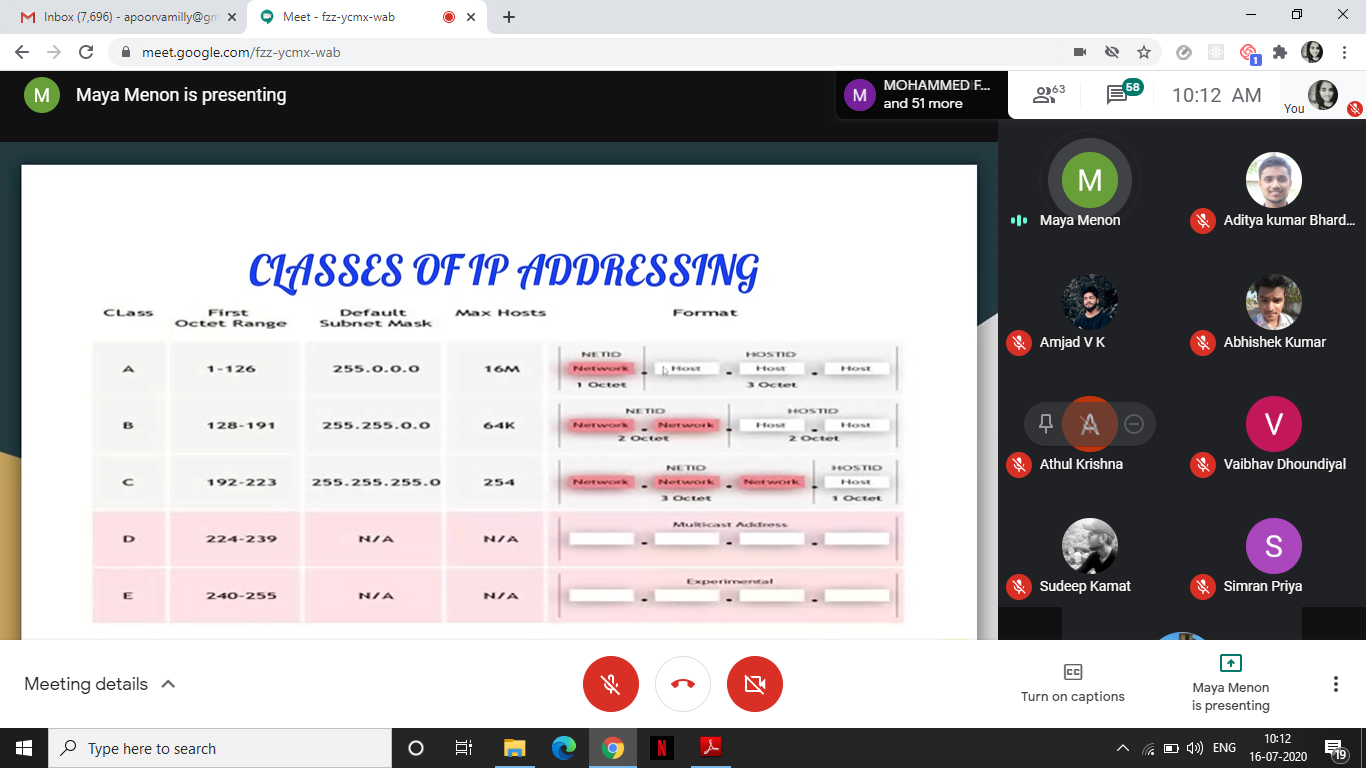 Inbox (7,696) - apoorvamilly@gm
Meet - fzz-ycmx-wab
meet.google.com/fzz-ycmx-wab
1
M
Maya Menon is presenting
M
MOHAMMED F...
and 51 more
63
58
10:12 AM
You
CLASSES OF IP ADDRESSING
CLass
First
Octet Range
Default
Subnet Mask
Max Hosts
Format
A
1-126
255.0.0.0
16M
NETID
HOSTID
Network . Host . Host . Host
1 Octet
3 Octet
B
128-191
255.255.0.0
64K
NETID
HOSTID
Network . Network . Host . Host
2 Octet
2 Octet
C
192-223
255.255.255.0
254
NETID
HOSTID
Network . Network . Network . Host
3 Octet
1 Octet
D
224-239
N/A
N/A
Multicast Address
E
240-255
N/A
N/A
Experimental
M
Maya Menon
Aditya kumar Bhard...
Amjad V K
Abhishek Kumar
A
Athul Krishna
V
Vaibhav Dhoundiyal
Sudeep Kamat
S
Simran Priya
Meeting details
Turn on captions
Maya Menon
is presenting
Type here to search
N
ENG
10:12
16-07-2020
19